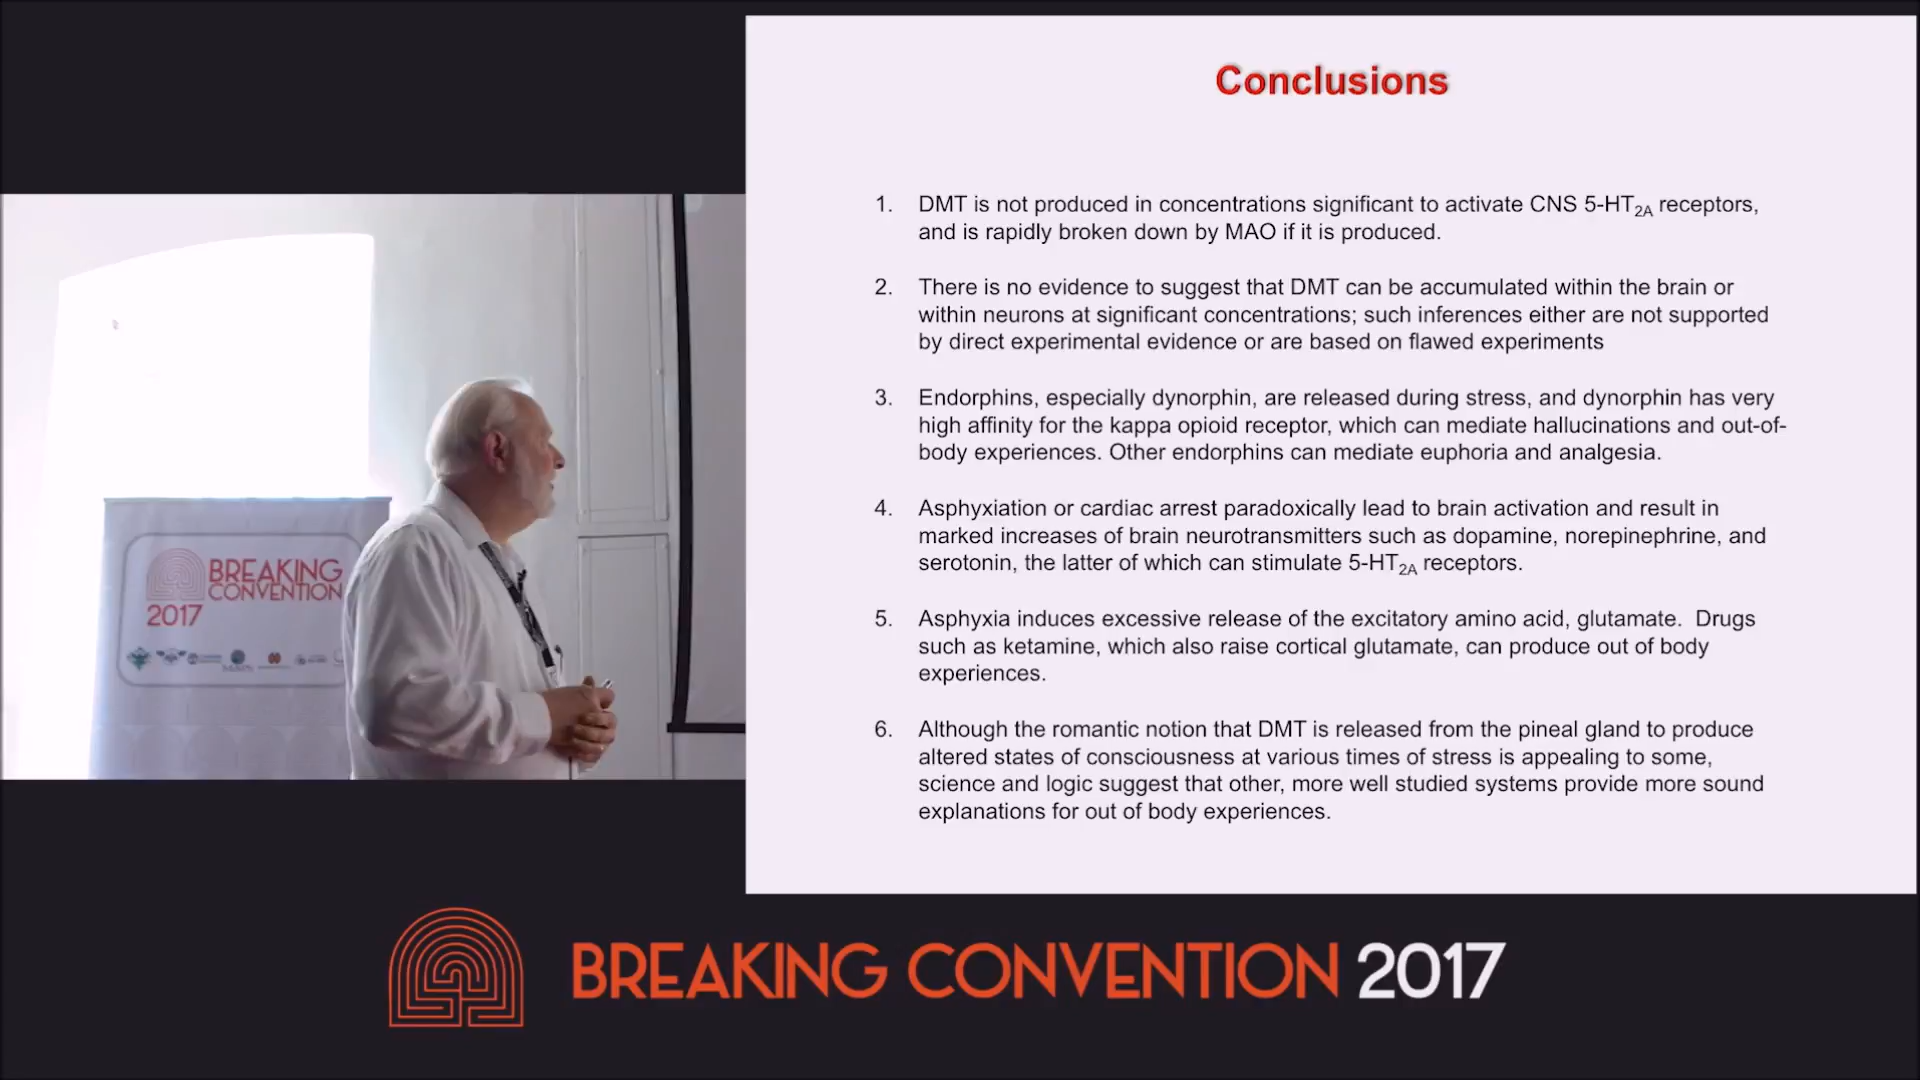 Conclusions
1. DMT is not produced in concentrations significant to activate CNS 5-HT2A receptors,
and is rapidly broken down by MAO if it is produced.
2. There is no evidence to suggest that DMT can be accumulated within the brain or
within neurons at significant concentrations; such inferences either are not supported
by direct experimental evidence or are based on flawed experiments
3. Endorphins, especially dynorphin, are released during stress, and dynorphin has very
high affinity for the kappa opioid receptor, which can mediate hallucinations and out-of-
body experiences. Other endorphins can mediate euphoria and analgesia.
4. Asphyxiation or cardiac arrest paradoxically lead to brain activation and result in
marked increases of brain neurotransmitters such as dopamine, norepinephrine, and
serotonin, the latter of which can stimulate 5-HT2A receptors.
5. Asphyxia induces excessive release of the excitatory amino acid, glutamate.  Drugs
such as ketamine, which also raise cortical glutamate, can produce out of body
experiences.
6. Although the romantic notion that DMT is released from the pineal gland to produce
altered states of consciousness at various times of stress is appealing to some,
science and logic suggest that other, more well studied systems provide more sound
explanations for out of body experiences.
BREAKING
CONVENTION
2017
BREAKING CONVENTION 2017